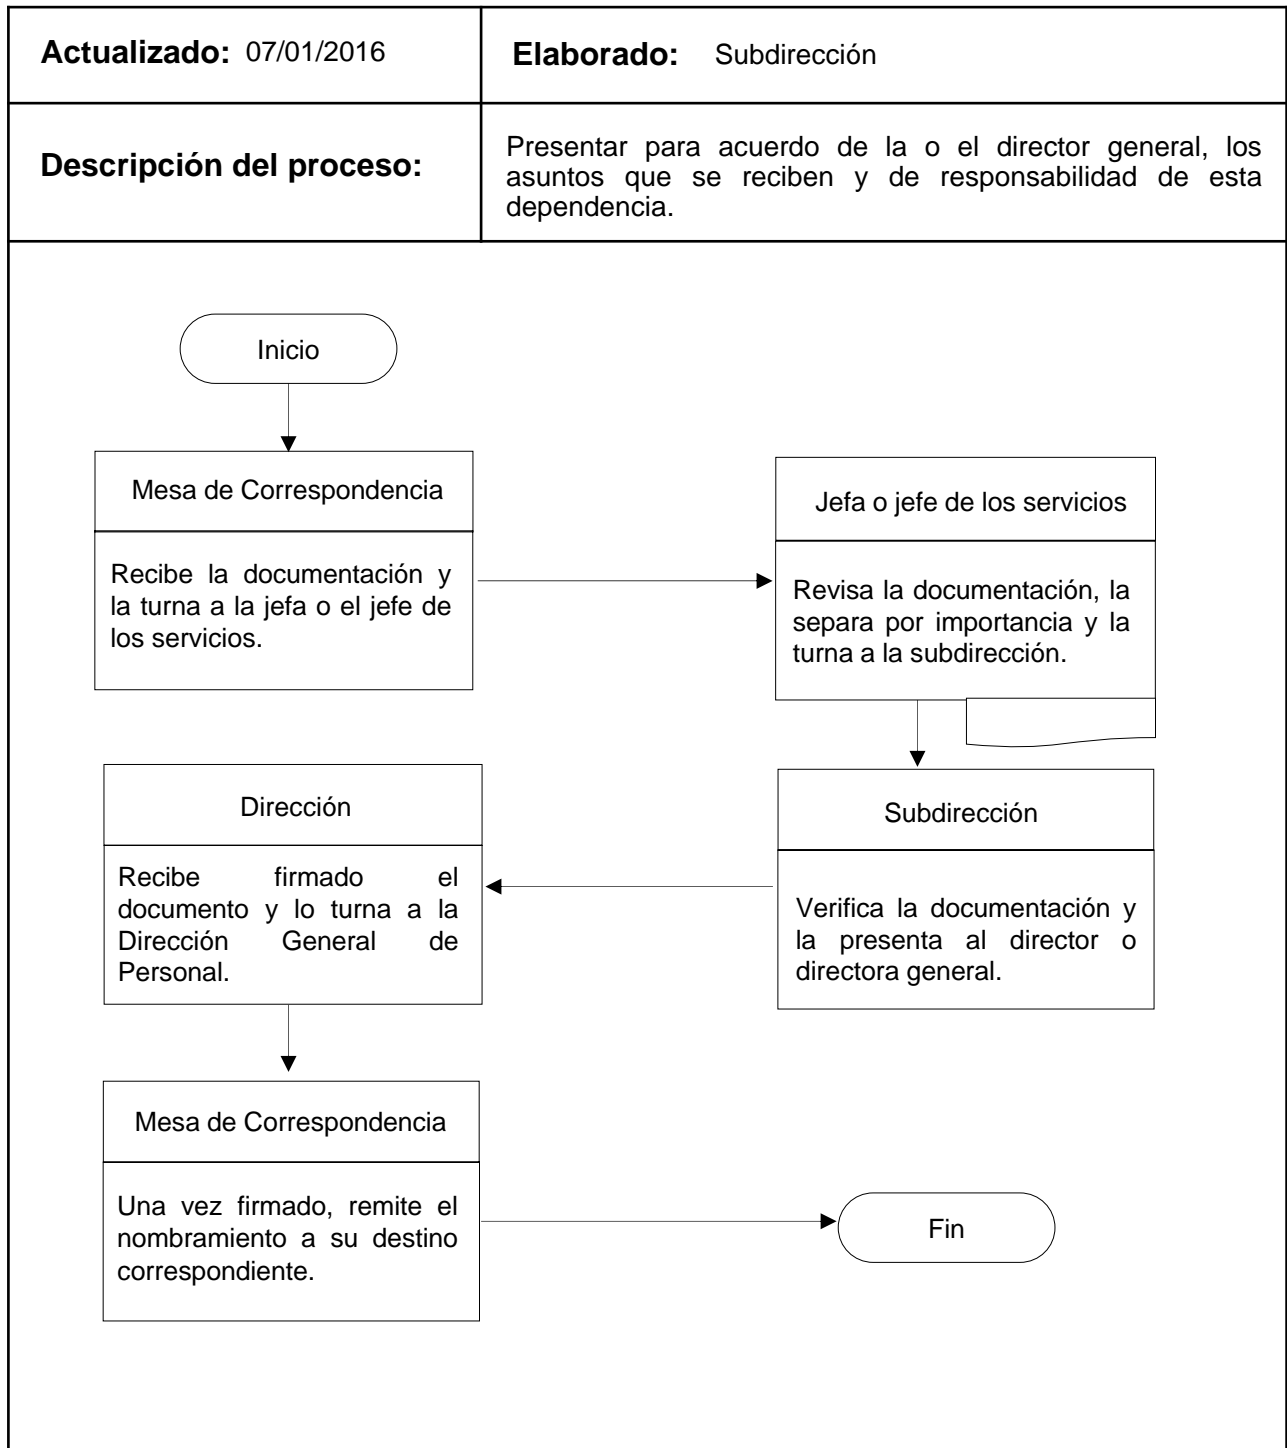 Actualizado: 07/01/2016
Elaborado: Subdirección
Descripción del proceso:
Presentar para acuerdo de la o el director general, los
asuntos que se reciben y de responsabilidad de esta
dependencia.
Inicio
Mesa de Correspondencia
Recibe la documentación y
la turna a la jefa o el jefe de
los servicios.
Jefa o jefe de los servicios
Revisa la documentación, la
separa por importancia y la
turna a la subdirección.
Subdirección
Verifica la documentación y
la presenta al director o
directora general.
Dirección
Recibe firmado el
documento y lo turna a la
Dirección General de
Personal.
Mesa de Correspondencia
Una vez firmado, remite el
nombramiento a su destino
correspondiente.
Fin